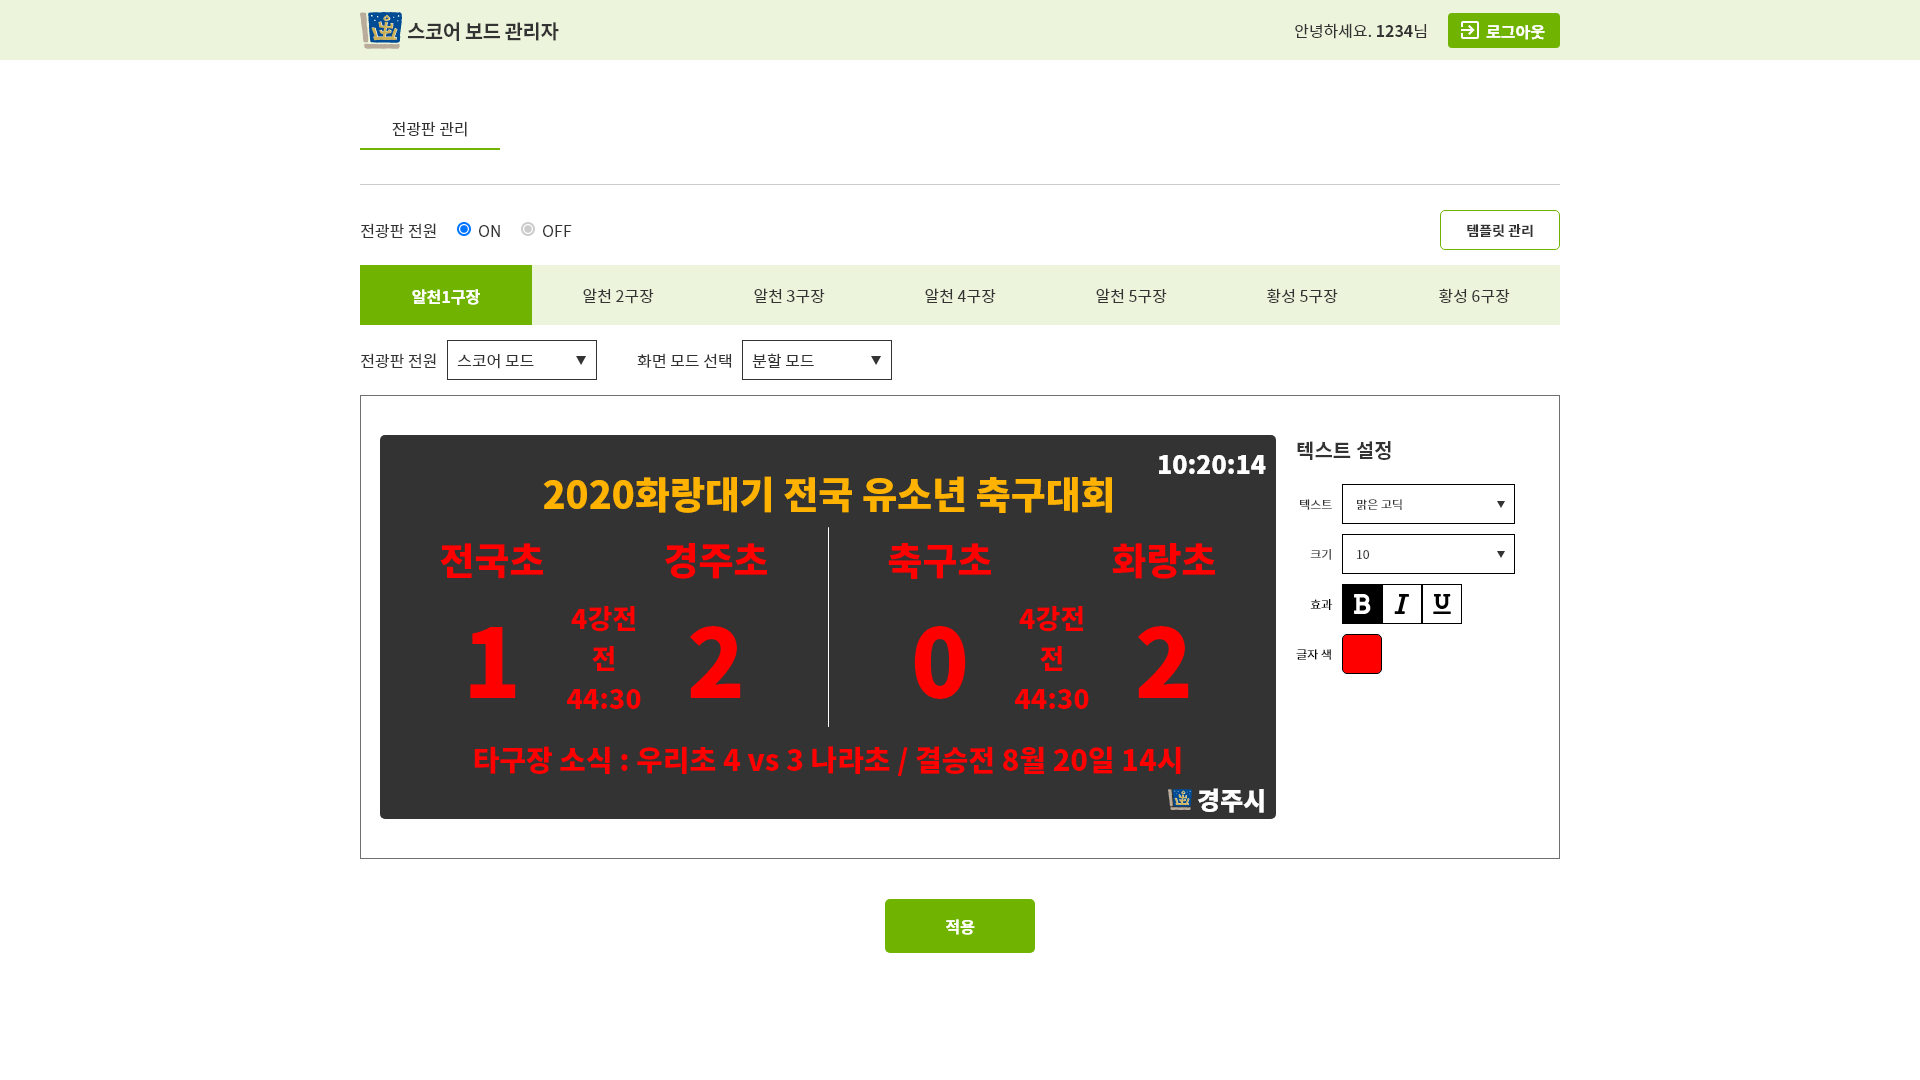 스코어 보드 관리자
안녕하세요. 1234님
로그아웃
전광판 관리
전광판 전원 ON OFF
템플릿 관리
알천1구장 알천 2구장 알천 3구장 알천 4구장 알천 5구장 황성 5구장 황성 6구장
전광판 전원 스코어 모드 화면 모드 선택 분할 모드
10:20:14
2020화랑대기 전국 유소년 축구대회
전국초 경주초 축구초 화랑초
1
4강전
전
44:30
2
0
4강전
전
44:30
2
타구장 소식 : 우리초 4 vs 3 나라초 / 결승전 8월 20일 14시
경주시
텍스트 설정
텍스트 맑은 고딕
크기 10
효과 B I U
글자 색
적용